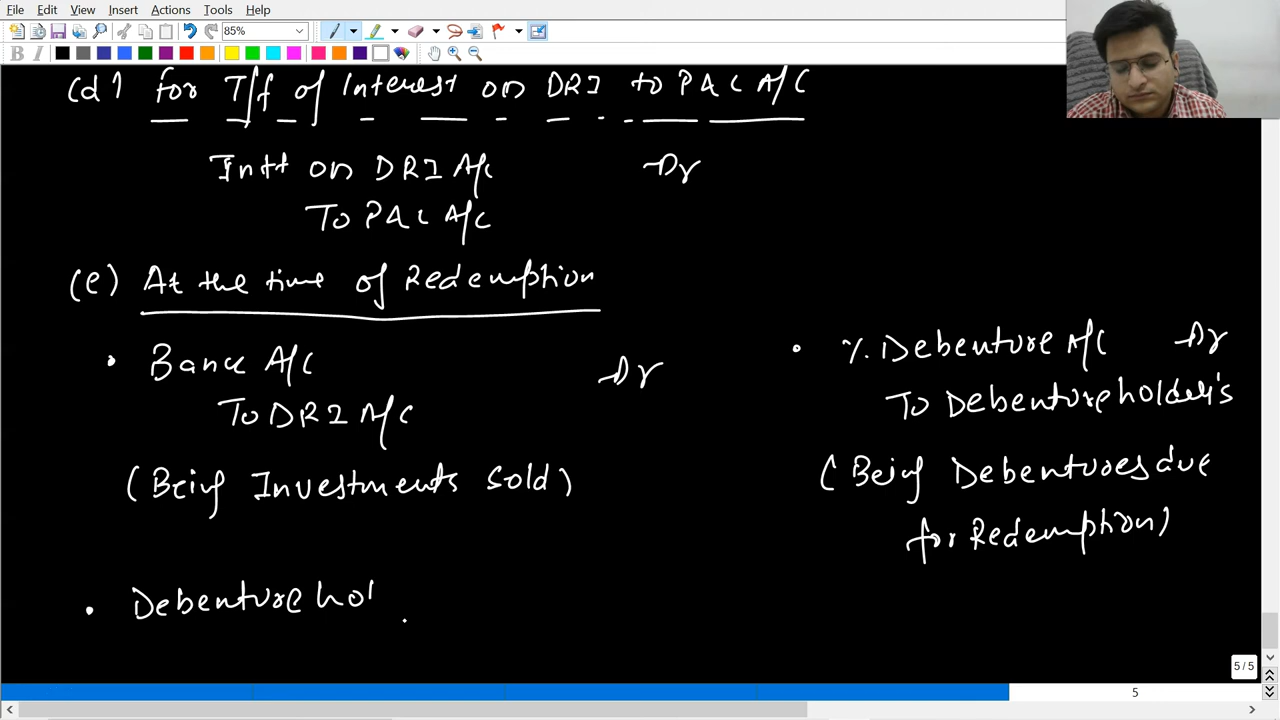 File Edit View Insert Actions Tools Help
85%
(d) for T/f of Interest on DRI to P&L A/C
Intt on DRI A/C Dr
To P&L A/C
(e) At the time of Redemption
• Bank A/C Dr
To DRI A/C
(Being Investments Sold)
• %. Debenture A/C Dr
To Debentureholder's
(Being Debentures due
for Redemption)
• Debenture hol
5/5
5